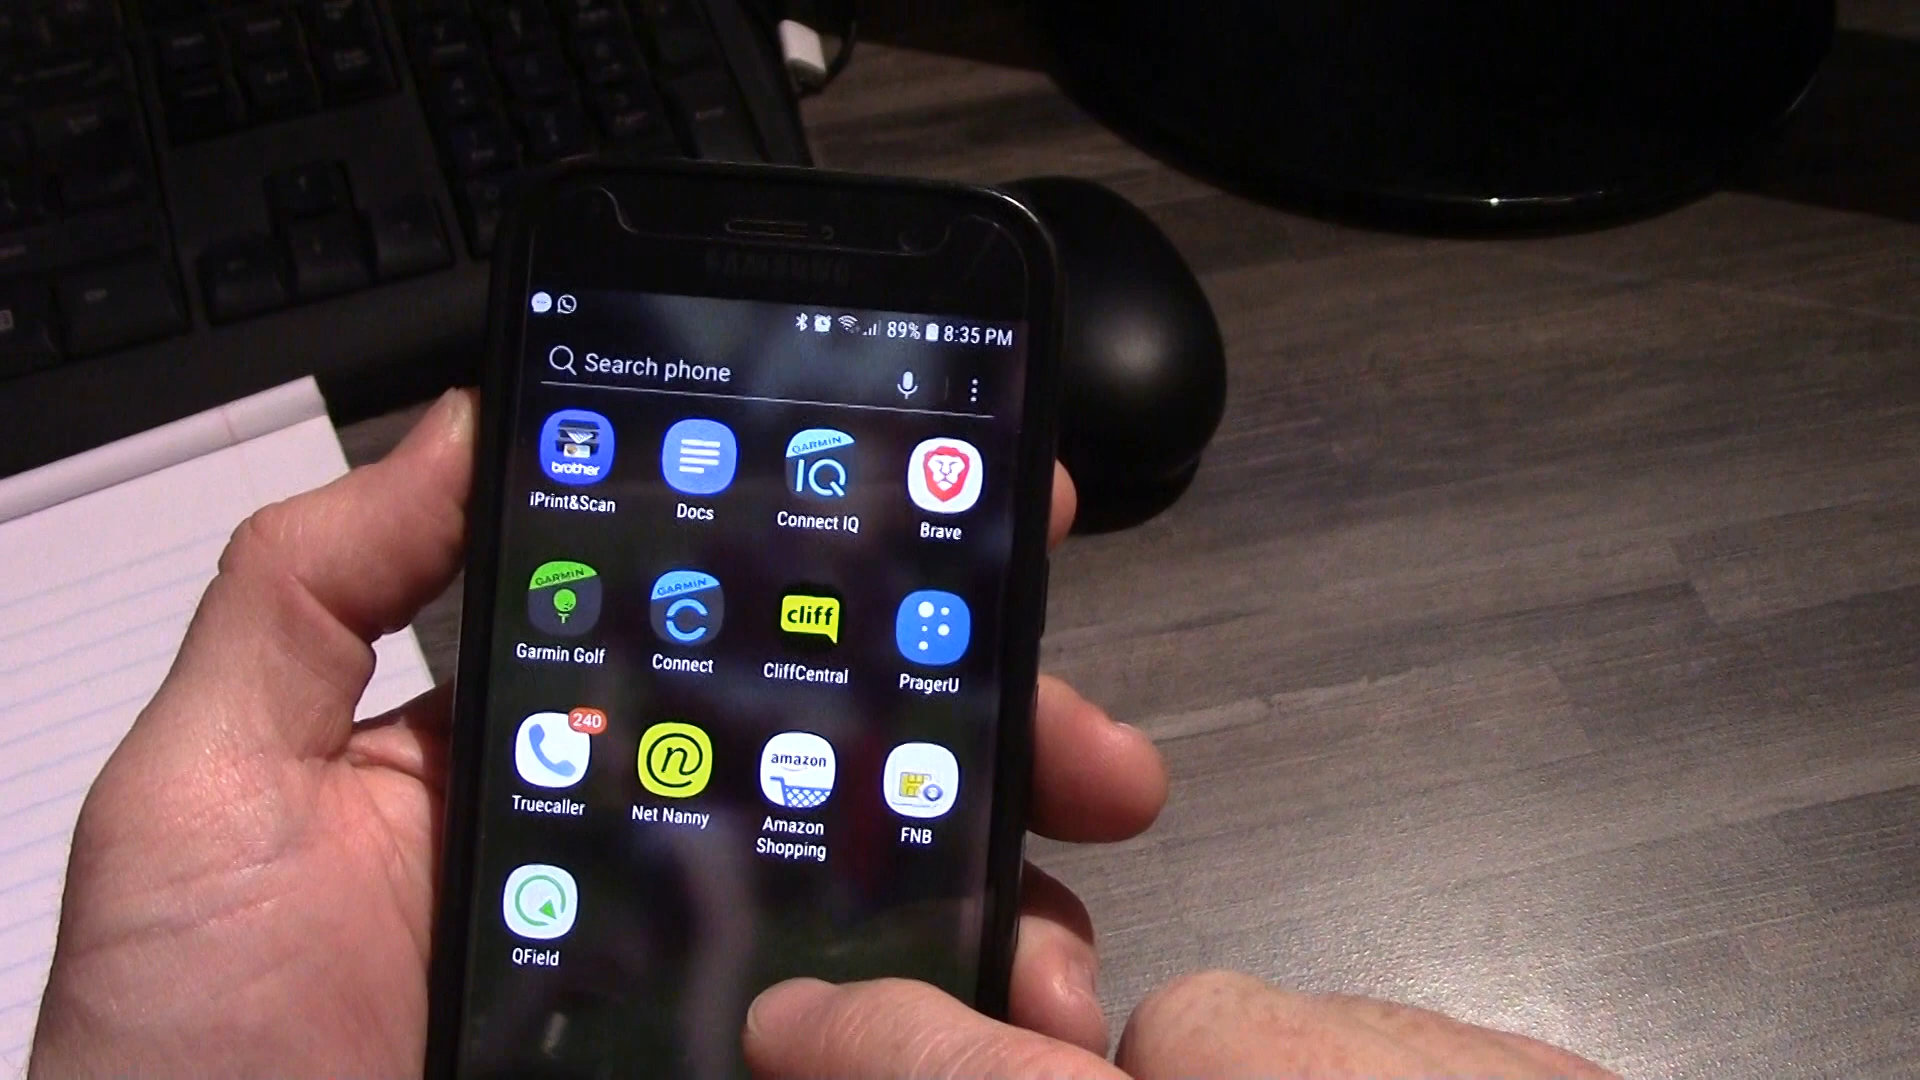 SAMSUNG
89% 8:35 PM
Search phone
brother
iPrint&Scan
Docs
GARMIN
IQ
Connect IQ
Brave
GARMIN
Garmin Golf
GARMIN
Connect
cliff
CliffCentral
PragerU
240
Truecaller
n
Net Nanny
amazon
Amazon
Shopping
FNB
QField